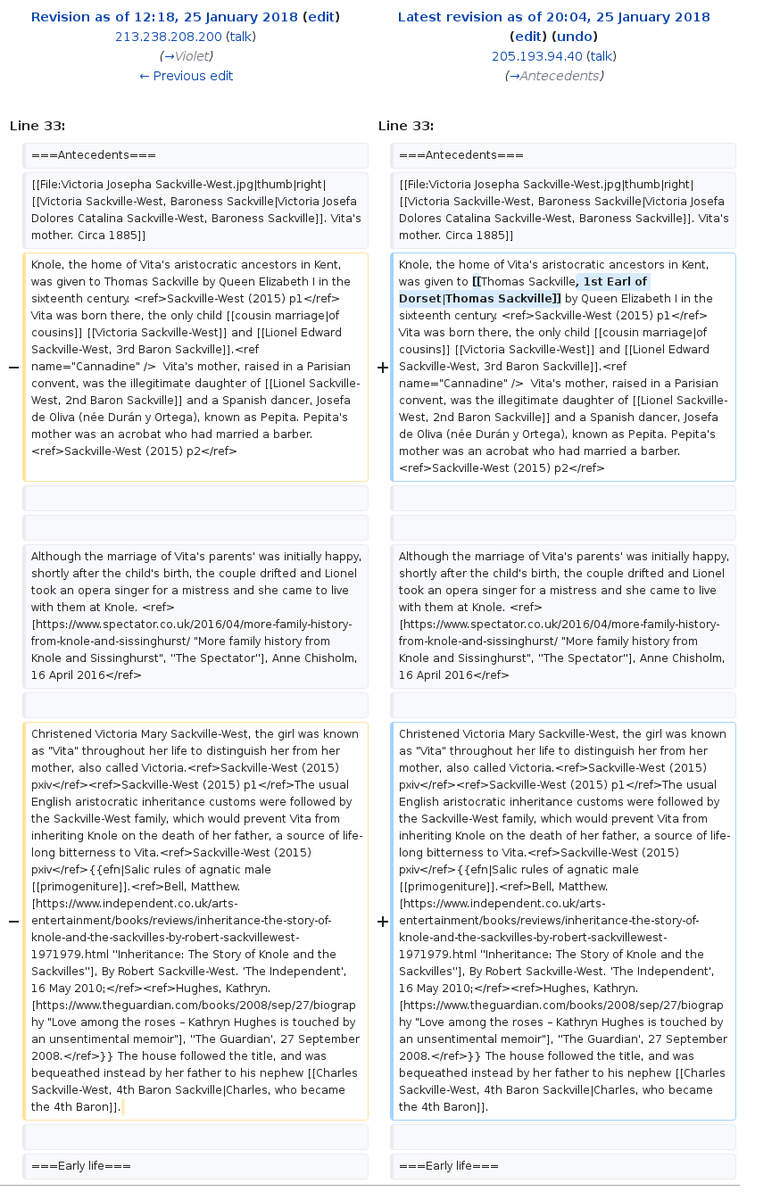 Revision as of 12:18, 25 January 2018 (edit)
213.238.208.200 (talk)
(→Violet)
← Previous edit
Latest revision as of 20:04, 25 January 2018
(edit) (undo)
205.193.94.40 (talk)
(→Antecedents)
Line 33:
Line 33:
===Antecedents===
===Antecedents===
[[File:Victoria Josepha Sackville-West.jpg|thumb|right|
[[Victoria Sackville-West, Baroness Sackville|Victoria Josefa
Dolores Catalina Sackville-West, Baroness Sackville]]. Vita's
mother. Circa 1885]]
[[File:Victoria Josepha Sackville-West.jpg|thumb|right|
[[Victoria Sackville-West, Baroness Sackville|Victoria Josefa
Dolores Catalina Sackville-West, Baroness Sackville]]. Vita's
mother. Circa 1885]]
−
Knole, the home of Vita's aristocratic ancestors in Kent,
was given to Thomas Sackville by Queen Elizabeth I in the
sixteenth century. <ref>Sackville-West (2015) p1</ref>
Vita was born there, the only child [[cousin marriage|of
cousins]] [[Victoria West]] and [[Lionel Edward
Sackville-West, 3rd Baron Sackville]].<ref
name="Cannadine" />  Vita's mother, raised in a Parisian
convent, was the illegitimate daughter of [[Lionel Sackville-
West, 2nd Baron Sackville]] and a Spanish dancer, Josefa
de Oliva (née Durán y Ortega), known as Pepita. Pepita's
mother was an acrobat who had married a barber.
<ref>Sackville-West (2015) p2</ref>
+
Knole, the home of Vita's aristocratic ancestors in Kent,
was given to [[Thomas Sackville, 1st Earl of
Dorset|Thomas Sackville]] by Queen Elizabeth I in the
sixteenth century. <ref>Sackville-West (2015) p1</ref>
Vita was born there, the only child [[cousin marriage|of
cousins]] [[Victoria West]] and [[Lionel Edward
Sackville-West, 3rd Baron Sackville]].<ref
name="Cannadine" />  Vita's mother, raised in a Parisian
convent, was the illegitimate daughter of [[Lionel Sackville-
West, 2nd Baron Sackville]] and a Spanish dancer, Josefa
de Oliva (née Durán y Ortega), known as Pepita. Pepita's
mother was an acrobat who had married a barber.
<ref>Sackville-West (2015) p2</ref>
Although the marriage of Vita's parents' was initially happy,
shortly after the child's birth, the couple drifted and Lionel
took an opera singer for a mistress and she came to live
with them at Knole. <ref>
[https://www.spectator.co.uk/2016/04/more-family-history-
from-knole-and-sissinghurst/ "More family history from
Knole and Sissinghurst", ''The Spectator''], Anne Chisholm,
16 April 2016</ref>
Although the marriage of Vita's parents' was initially happy,
shortly after the child's birth, the couple drifted and Lionel
took an opera singer for a mistress and she came to live
with them at Knole. <ref>
[https://www.spectator.co.uk/2016/04/more-family-history-
from-knole-and-sissinghurst/ "More family history from
Knole and Sissinghurst", ''The Spectator''], Anne Chisholm,
16 April 2016</ref>
−
Christened Victoria Mary Sackville-West, the girl was known
as "Vita" throughout her life to distinguish her from her
mother, also called Victoria.<ref>Sackville-West (2015)
pxiv</ref><ref>Sackville-West (2015) p1</ref>The usual
English aristocratic inheritance customs were followed by
the Sackville-West family, which would prevent Vita from
inheriting Knole on the death of her father, a source of life-
long bitterness to Vita.<ref>Sackville-West (2015)
pxiv</ref>{{efn|Salic rules of agnatic male
[[primogeniture]].<ref>Bell, Matthew.
[https://www.independent.co.uk/arts-
entertainment/books/reviews/inheritance-the-story-of-
knole-and-the-sackvilles-by-robert-sackvillewest-
1971979.html "Inheritance: The Story of Knole and the
Sackvilles"], By Robert Sackville-West. 'The Independent',
16 May 2010;</ref><ref>Hughes, Kathryn.
[https://www.theguardian.com/books/2008/sep/27/biograp
hy "Love among the roses – Kathryn Hughes is touched by
an unsentimental memoir"], ''The Guardian', 27 September
2008.</ref>}} The house followed the title, and was
bequeathed instead by her father to his nephew [[Charles
Sackville-West, 4th Baron Sackville|Charles, who became
the 4th Baron]].
+
Christened Victoria Mary Sackville-West, the girl was known
as "Vita" throughout her life to distinguish her from her
mother, also called Victoria.<ref>Sackville-West (2015)
pxiv</ref><ref>Sackville-West (2015) p1</ref>The usual
English aristocratic inheritance customs were followed by
the Sackville-West family, which would prevent Vita from
inheriting Knole on the death of her father, a source of life-
long bitterness to Vita.<ref>Sackville-West (2015)
pxiv</ref>{{efn|Salic rules of agnatic male
[[primogeniture]].<ref>Bell, Matthew.
[https://www.independent.co.uk/arts-
entertainment/books/reviews/inheritance-the-story-of-
knole-and-the-sackvilles-by-robert-sackvillewest-
1971979.html "Inheritance: The Story of Knole and the
Sackvilles"], By Robert Sackville-West. 'The Independent',
16 May 2010;</ref><ref>Hughes, Kathryn.
[https://www.theguardian.com/books/2008/sep/27/biograp
hy "Love among the roses – Kathryn Hughes is touched by
an unsentimental memoir"], ''The Guardian', 27 September
2008.</ref>}} The house followed the title, and was
bequeathed instead by her father to his nephew [[Charles
Sackville-West, 4th Baron Sackville|Charles, who became
the 4th Baron]].
===Early life===
===Early life===